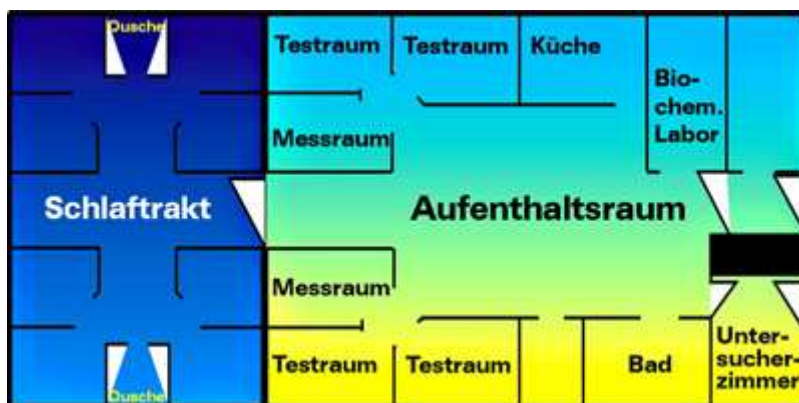 Dusche
Testraum
Testraum
Küche
Bio-
chem.
Labor
Messraum
Schlaftrakt
Aufenthaltsraum
Messraum
Testraum
Testraum
Bad
Unter-
sucher-
zimmer
Dusche